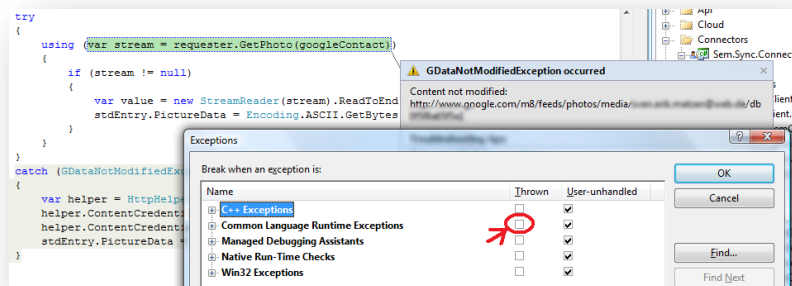 try
{
using (var stream = requester.GetPhoto(googleContact))
{
if (stream != null)
{
var value = new StreamReader(stream).ReadToEnd
stdEntry.PictureData = Encoding.ASCII.GetBytes
}
}
}
catch (GDataNotModifiedExc
{
var helper = HttpHelpe
helper.ContentCredenti
helper.ContentCredenti
stdEntry.PictureData =
}
Api
Cloud
Connectors
Sem.Sync.Connec
GDataNotModifiedException occurred
Content not modified:
http://www.google.com/m8/feeds/photos/media/ /db
Exceptions
Break when an exception is:
Name Thrown User-unhandled
C++ Exceptions
Common Language Runtime Exceptions
Managed Debugging Assistants
Native Run-Time Checks
Win32 Exceptions
OK
Cancel
Find...
Find Next